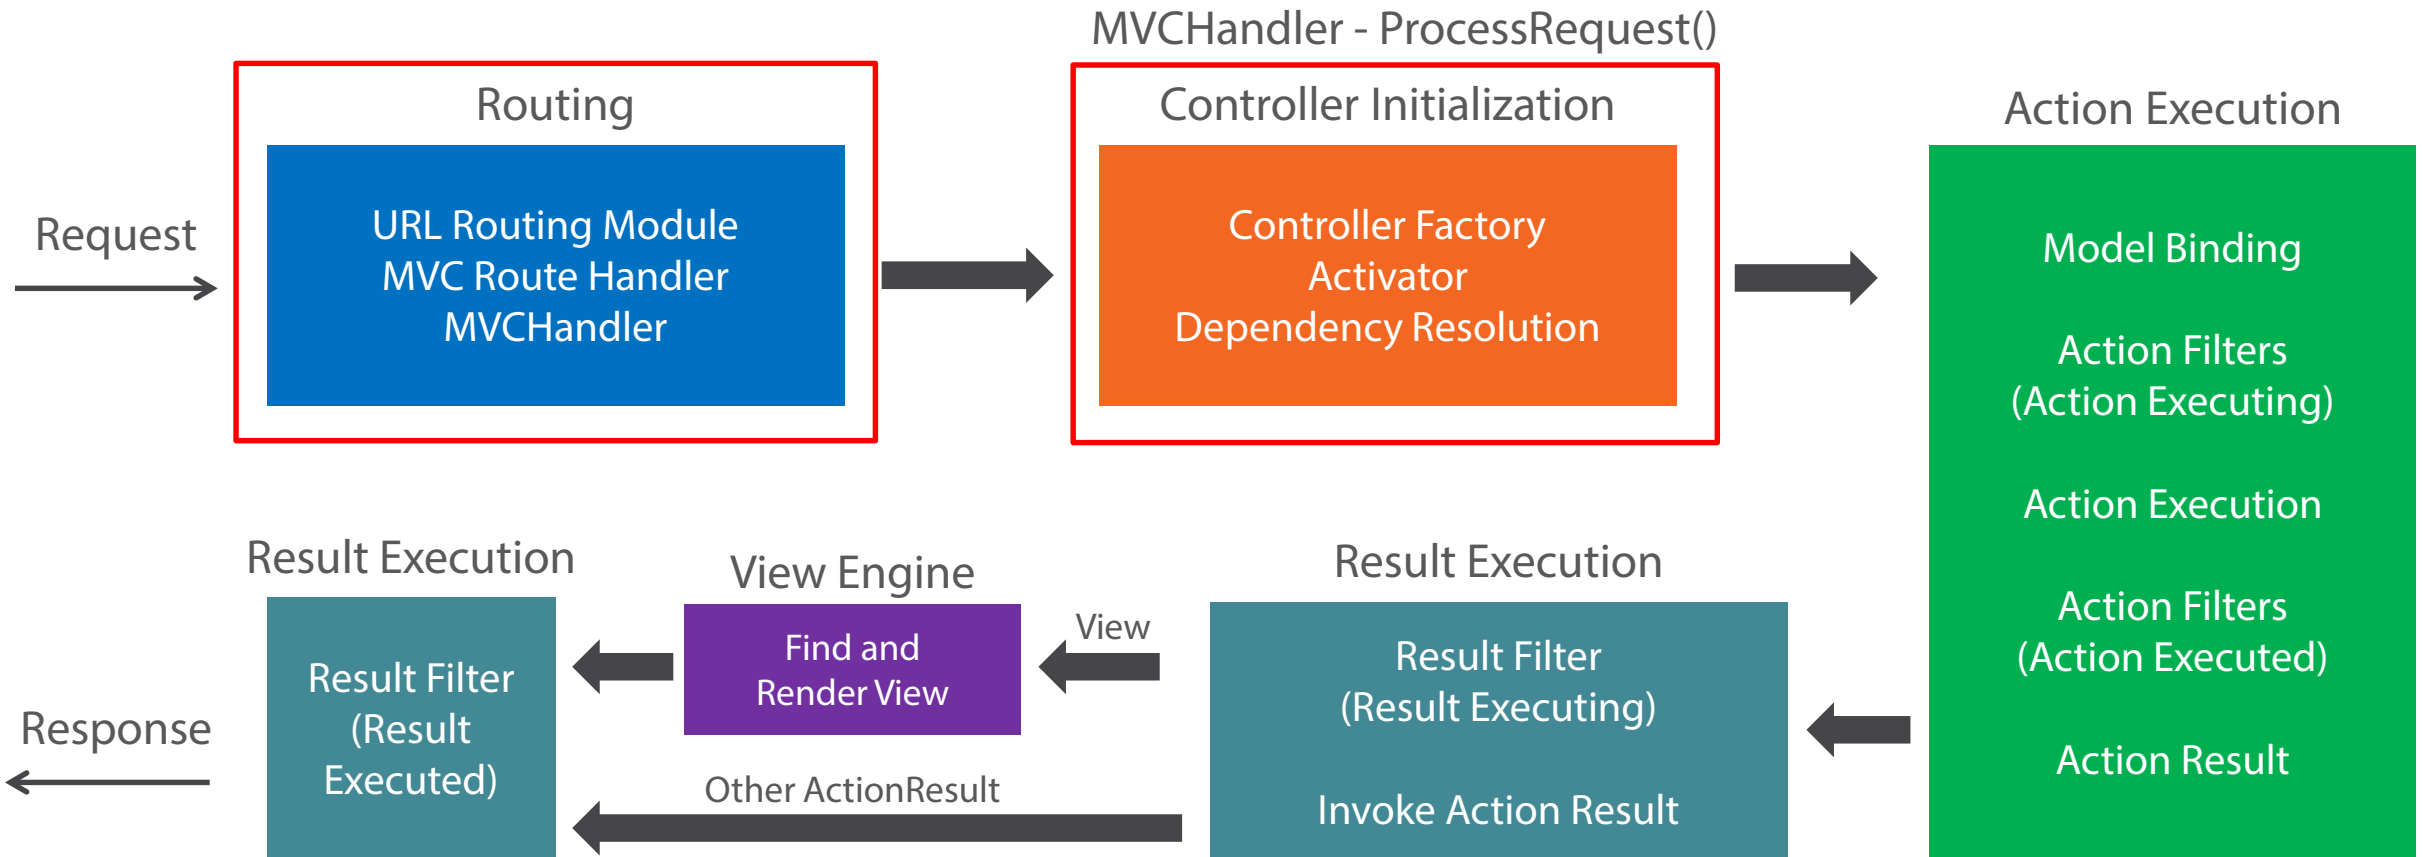 MVCHandler - ProcessRequest()
Routing
Controller Initialization
Action Execution
Request
URL Routing Module
MVC Route Handler
MVCHandler
Controller Factory
Activator
Dependency Resolution
Model Binding
Action Filters
(Action Executing)
Action Execution
Action Filters
(Action Executed)
Action Result
Result Execution
Result Filter
(Result Executing)
Invoke Action Result
View
View Engine
Find and
Render View
Other ActionResult
Result Execution
Result Filter
(Result
Executed)
Response